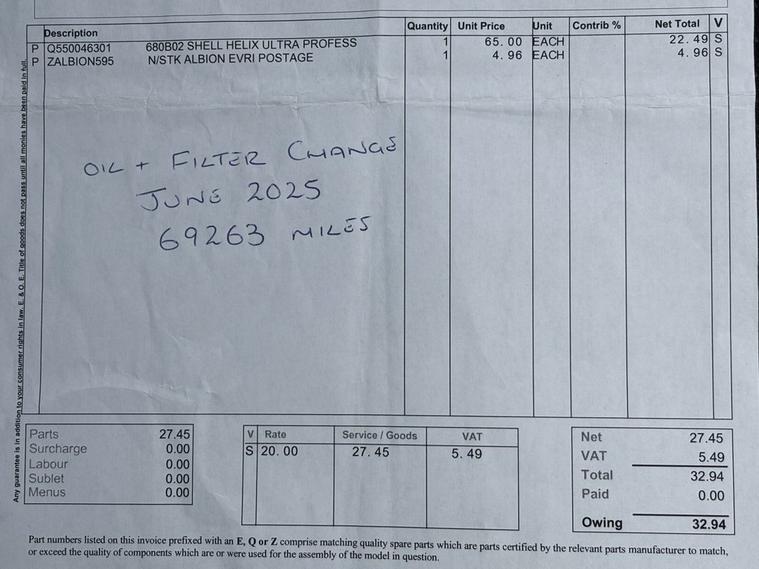 Description Quantity Unit Price Unit Contrib % Net Total V
P Q550046301 680B02 SHELL HELIX ULTRA PROFESS 1 65.00 EACH 22.49 S
P ZALBION595 N/STK ALBION EVRI POSTAGE 1 4.96 EACH 4.96 S
OIL + FILTER CHANGE
JUNE 2025
69263 MILES
Any guarantee is in addition to your consumer rights in law. E. & O. E. Title of goods does not pass until all monies have been paid in full.
Parts 27.45
Surcharge 0.00
Labour 0.00
Sublet 0.00
Menus 0.00
V Rate Service / Goods VAT
S 20.00 27.45 5.49
Net 27.45
VAT 5.49
Total 32.94
Paid 0.00
Owing 32.94
Part numbers listed on this invoice prefixed with an E, Q or Z comprise matching quality spare parts which are parts certified by the relevant parts manufacturer to match,
or exceed the quality of components which are or were used for the assembly of the model in question.